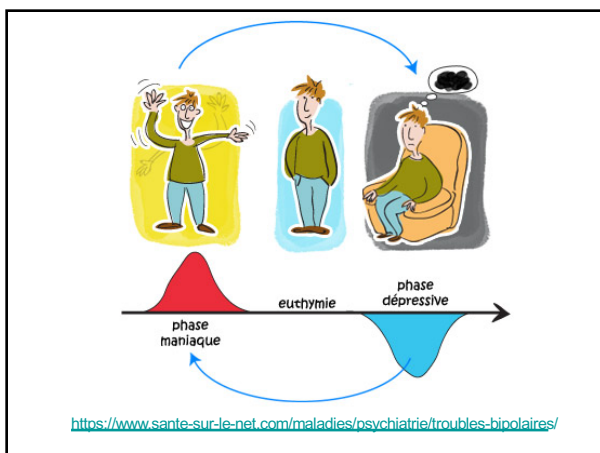 euthymie
phase
dépressive
phase
maniaque
https://www.sante-sur-le-net.com/maladies/psychiatrie/troubles-bipolaires/